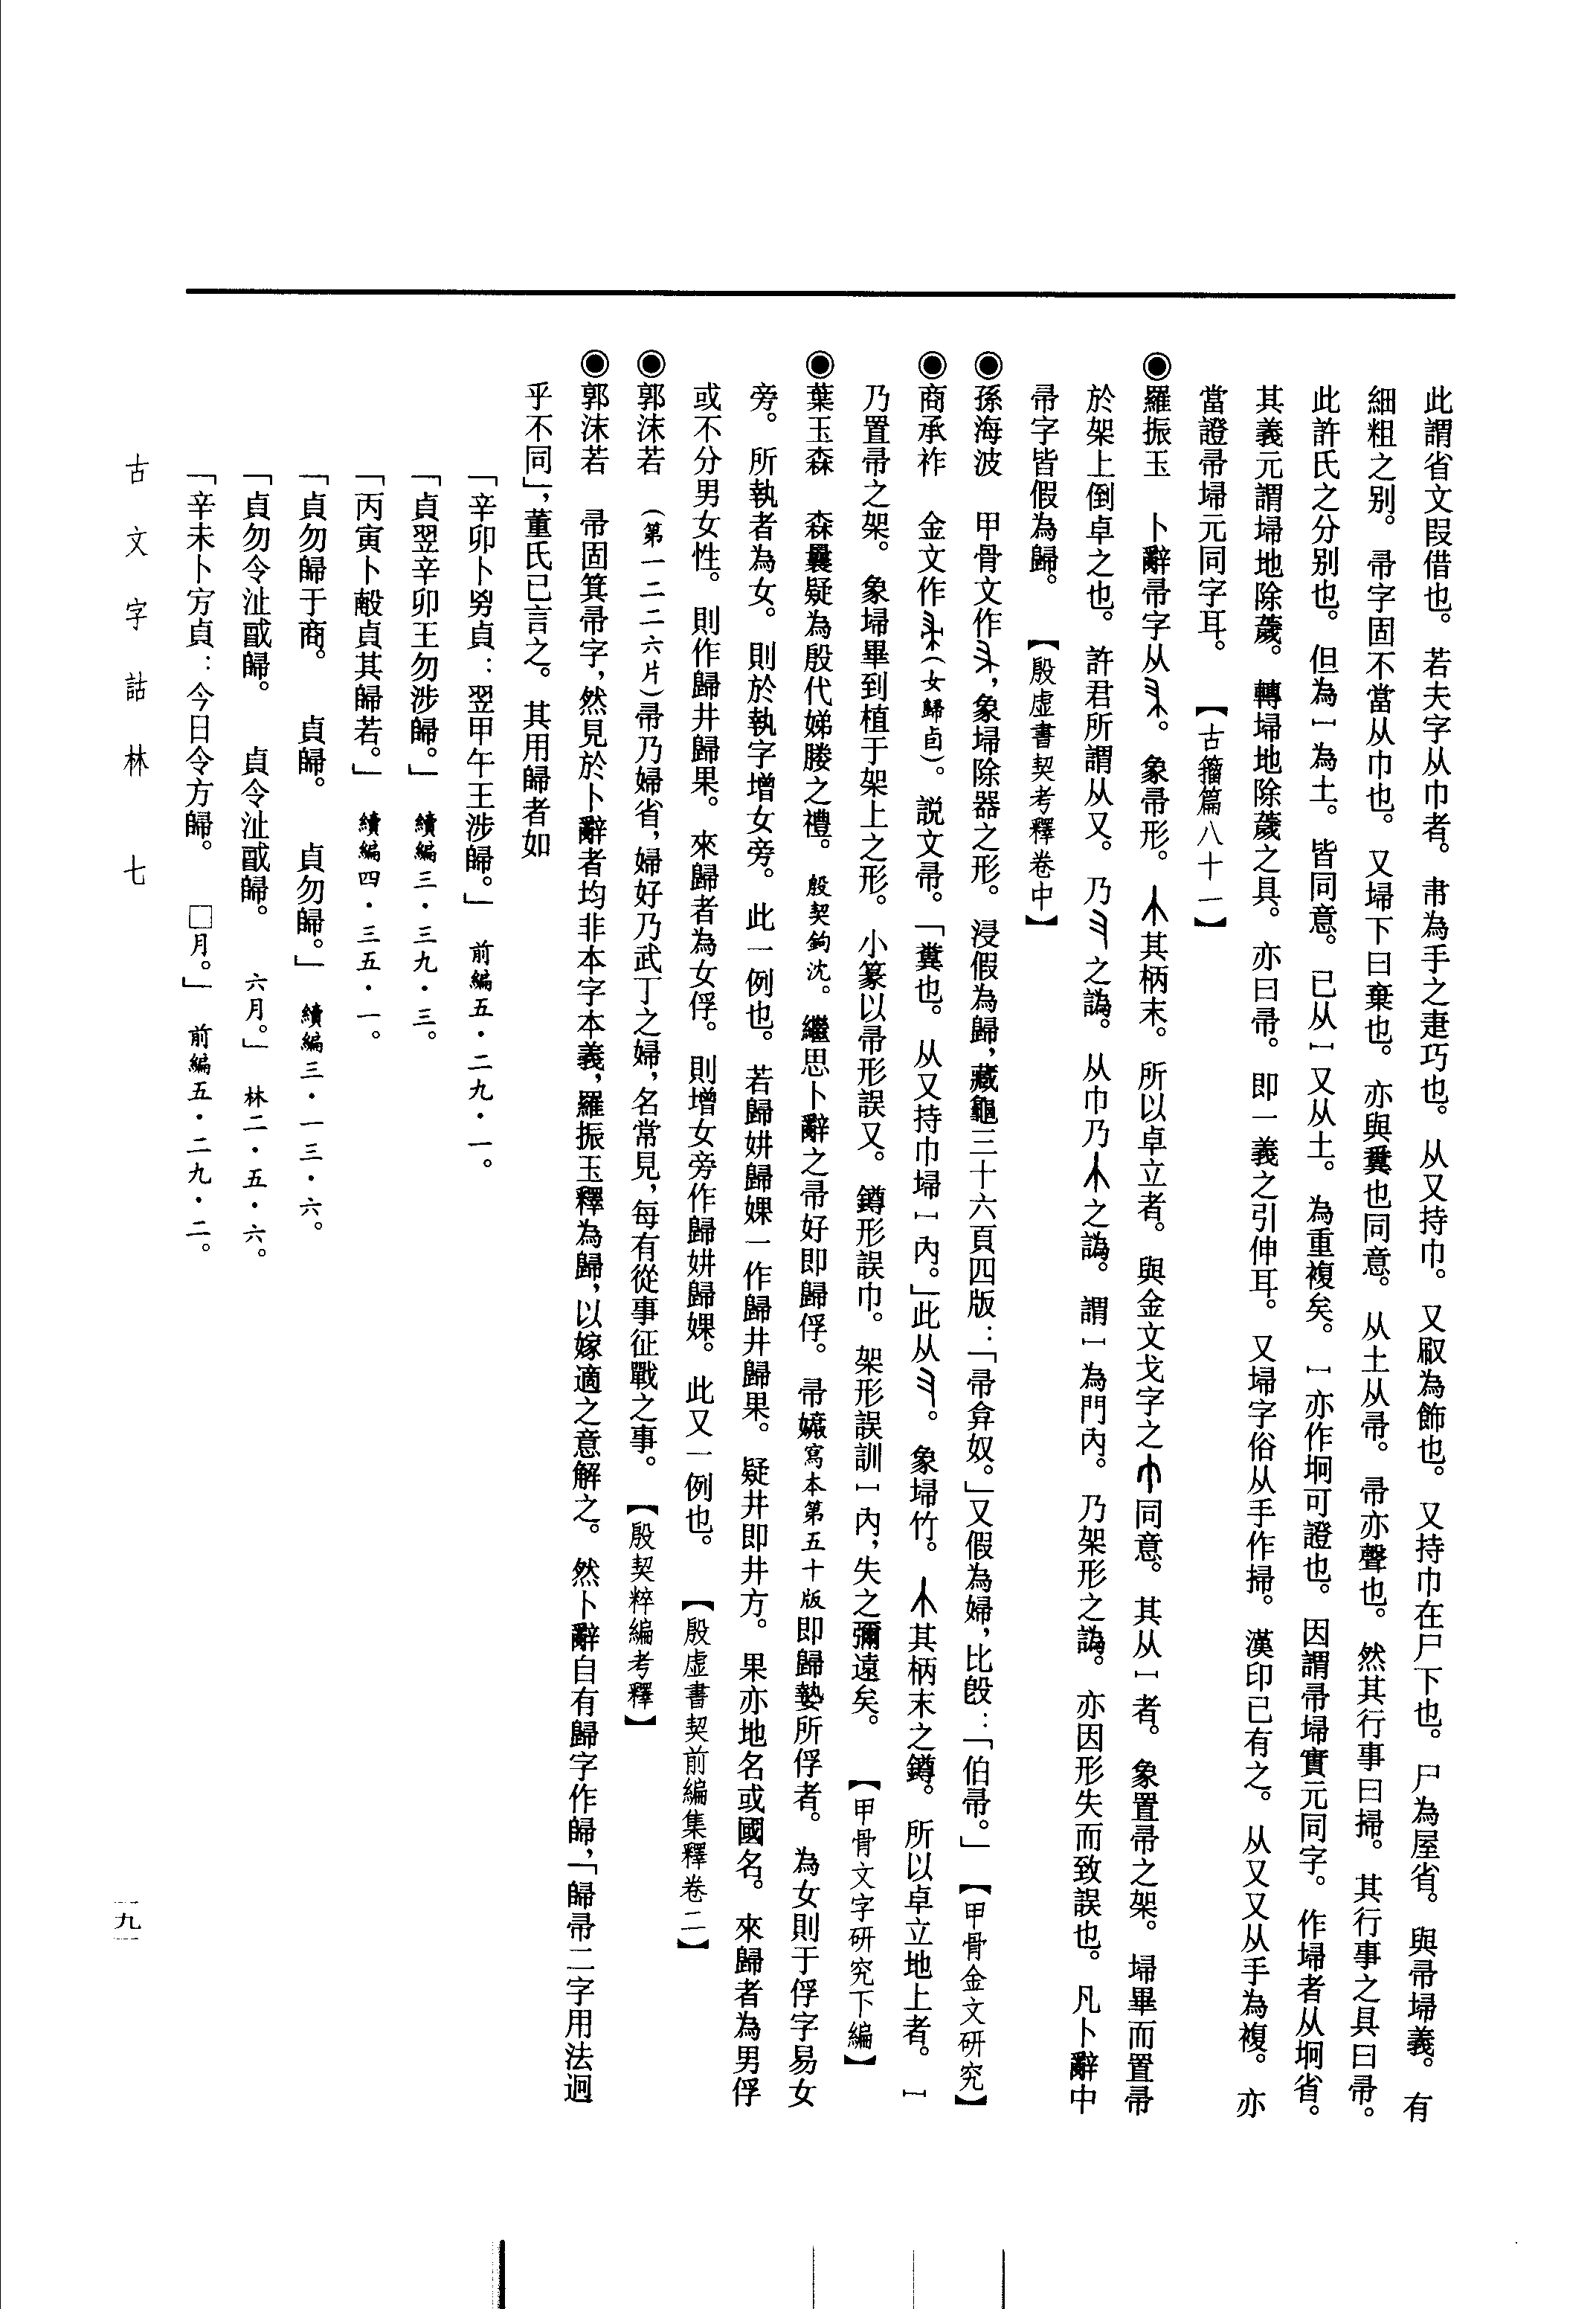 此謂省文叚借也。若夫字从巾者。肃為手之疌巧也。从又持巾。又㕞為飾也。又持巾在尸下也。尸為屋省。與帚埽義。有
細粗之别。帚字固不當从巾也。又埽下曰棄也。亦與糞也同意。从土从帚。帚亦聲也。然其行事曰掃。其行事之具曰帚。
此許氏之分别也。但為冖為土。皆同意。已从冖又从土。為重複矣。冖亦作坰可證也。因謂帚埽實元同字。作埽者从坰省。
其義元謂埽地除薉。轉埽地除薉之具。亦曰帚。即一義之引伸耳。又埽字俗从手作掃。漢印已有之。从又又从手為複。亦
當證帚埽元同字耳。【古籀篇八十一】
◉羅振玉 卜辭帚字从。象帚形。其柄末。所以卓立者。與金文戈字之同意。其从冖者。象置帚之架。埽畢而置帚
於架上倒卓之也。許君所謂从又。乃之譌。从巾乃之譌。謂冖為門內。乃架形之譌。亦因形失而致誤也。凡卜辭中
帚字皆假為歸。【殷虛書契考釋卷中】
◉孫海波 甲骨文作，象埽除器之形。浸假為歸，藏龜三十六頁四版：「帚弇奴。」又假為婦，比𣪘：「伯帚。」【甲骨金文研究】
◉商承祚 金文作（女歸卣）。説文帚。「糞也。从又持巾埽冖內。」此从。象埽竹。其柄末之鐏。所以卓立地上者。冖
乃置帚之架。象埽畢到植于架上之形。小篆以帚形誤又。鐏形誤巾。架形誤訓冖內，失之彌遠矣。【甲骨文字研究下編】
◉葉玉森 森曩疑為殷代娣媵之禮。殷契鉤沈。繼思卜辭之帚好即歸俘。帚寫本第五十版即歸婺所俘者。為女則于俘字易女
旁。所執者為女。則於執字增女旁。此一例也。若歸妌歸婐一作歸井歸果。疑井即井方。果亦地名或國名。來歸者為男俘
或不分男女性。則作歸井歸果。來歸者為女俘。則增女旁作歸妌歸婐。此又一例也。【殷虛書契前編集釋卷二】
◉郭沫若 （第一二二六片）帚乃婦省，婦好乃武丁之婦，名常見，每有從事征戰之事。【殷契粹編考釋】
◉郭沫若 帚固箕帚字，然見於卜辭者均非本字本義，羅振玉釋為歸，以嫁適之意解之。然卜辭自有歸字作𨺔，「𨺔帚二字用法迥
乎不同」，董氏已言之。其用歸者如
「辛卯卜㱿貞：翌甲午王涉歸。」 前編五·二九·一。
「貞翌辛卯王勿涉歸。」 續編三·三九·三。
「丙寅卜㱿貞其歸若。」 續編四·三五·一。
「貞勿歸于商。 貞歸。 貞勿歸。」 續編三·一三·六。
「貞勿令沚䤋歸。 貞令沚䤋歸。 六月。」 林二·五·六。
「辛未卜方貞：今日令方歸。 □月。」 前編五·二九·二。
古文字詁林 七
一九